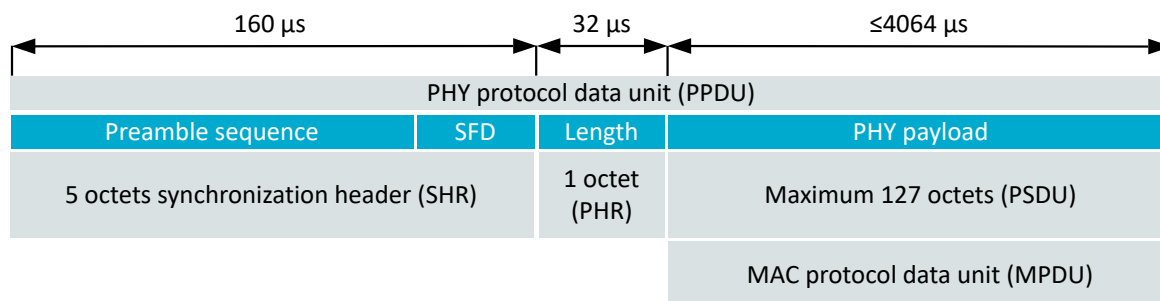 160 µs 32 µs ≤4064 µs
PHY protocol data unit (PPDU)
Preamble sequence SFD Length PHY payload
5 octets synchronization header (SHR)
1 octet
(PHR)
Maximum 127 octets (PSDU)
MAC protocol data unit (MPDU)